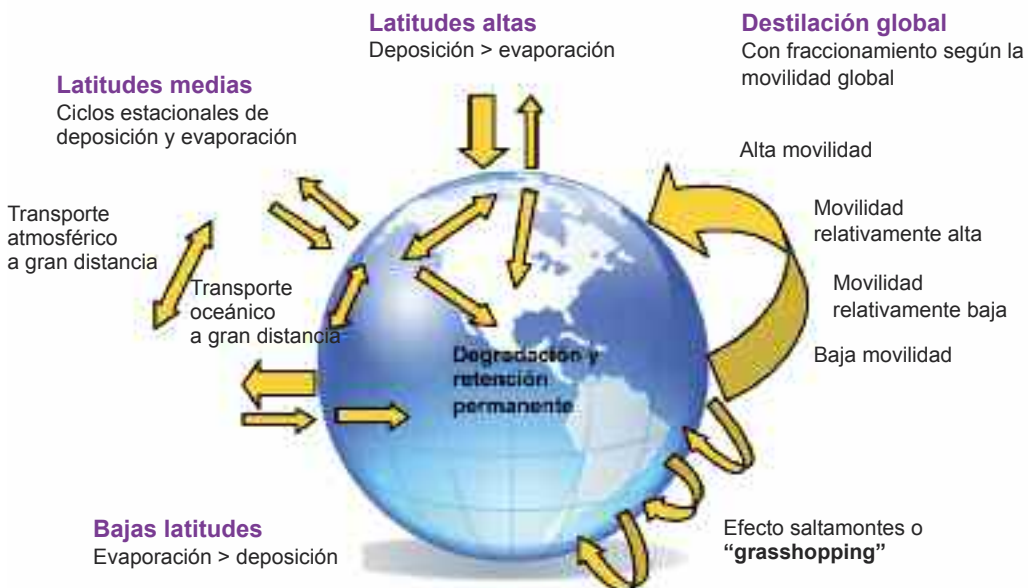 Latitudes altas
Deposición > evaporación
Destilación global
Con fraccionamiento según la
movilidad global
Latitudes medias
Ciclos estacionales de
deposición y evaporación
Alta movilidad
Transporte
atmosférico
a gran distancia
Movilidad
relativamente alta
Transporte
oceánico
a gran distancia
Movilidad
relativamente baja
Degradación y
retención
permanente
Baja movilidad
Bajas latitudes
Evaporación > deposición
Efecto saltamontes o
“grasshopping”